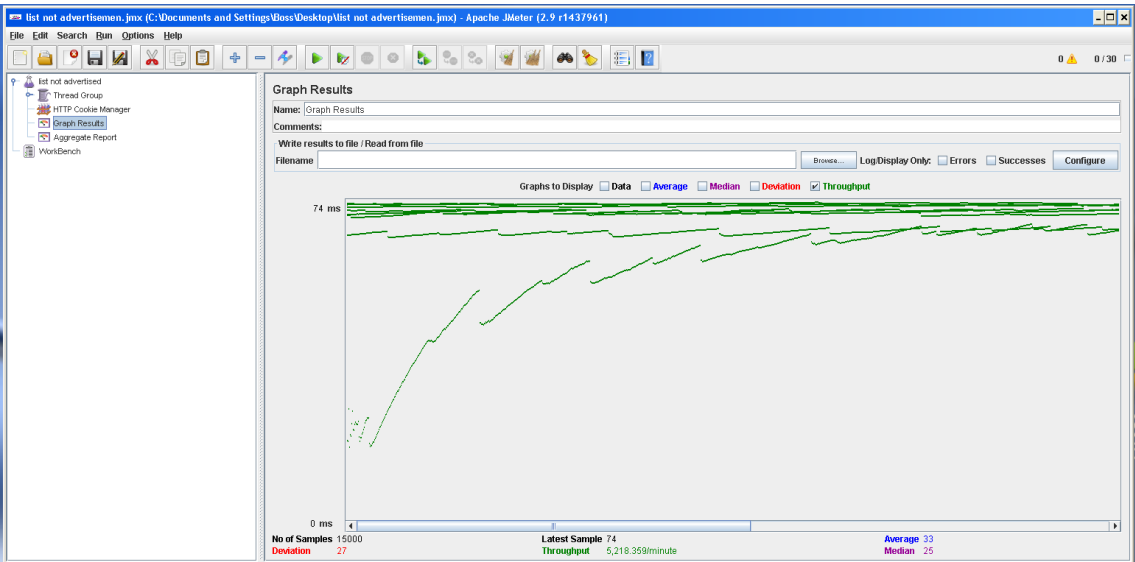 list not advertisemen.jmx (C:\Documents and Settings\Boss\Desktop\list not advertisemen.jmx) - Apache JMeter (2.9 r1437961)
File Edit Search Run Options Help
0 0 / 30
list not advertised
Thread Group
HTTP Cookie Manager
Graph Results
Aggregate Report
WorkBench
Graph Results
Name: Graph Results
Comments:
Write results to file / Read from file
Filename Browse... Log/Display Only: Errors Successes Configure
Graphs to Display Data Average Median Deviation Throughput
74 ms
0 ms
No of Samples 15000 Latest Sample 74 Average 33
Deviation 27 Throughput 5,218.359/minute Median 25